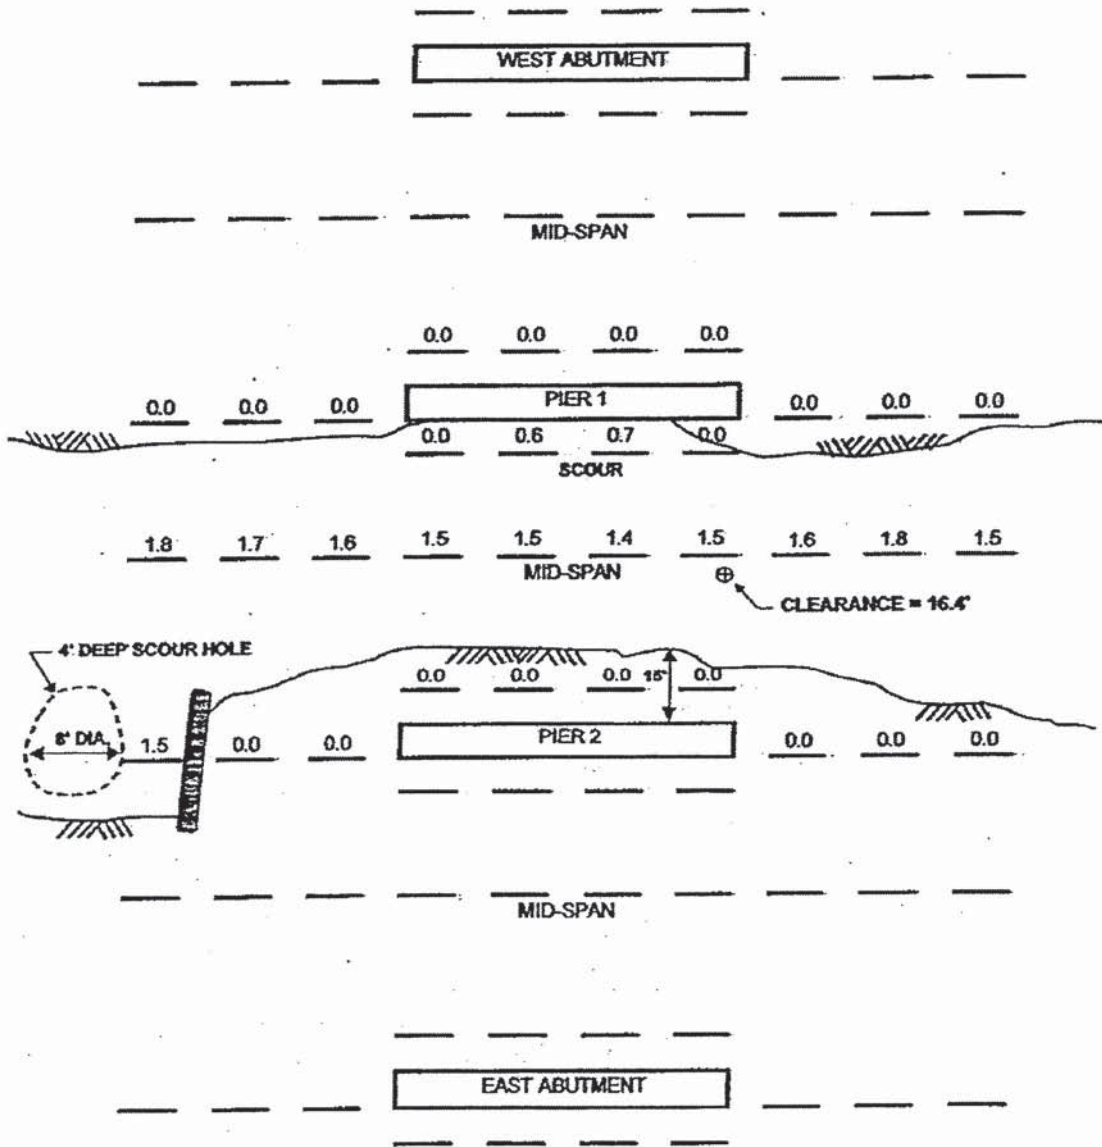 WEST ABUTMENT
MID-SPAN
0.0 0.0 0.0 0.0
PIER 1
0.0 0.0 0.0 0.0 0.0 0.0
0.0 0.6 0.7 0.0
SCOUR
1.8 1.7 1.6 1.5 1.5 1.4 1.5 1.6 1.8 1.5
MID-SPAN
CLEARANCE = 16.4'
4' DEEP SCOUR HOLE
0.0 0.0 0.0 15' 0.0
8' DIA.
1.5 0.0 0.0 PIER 2 0.0 0.0 0.0
MID-SPAN
EAST ABUTMENT